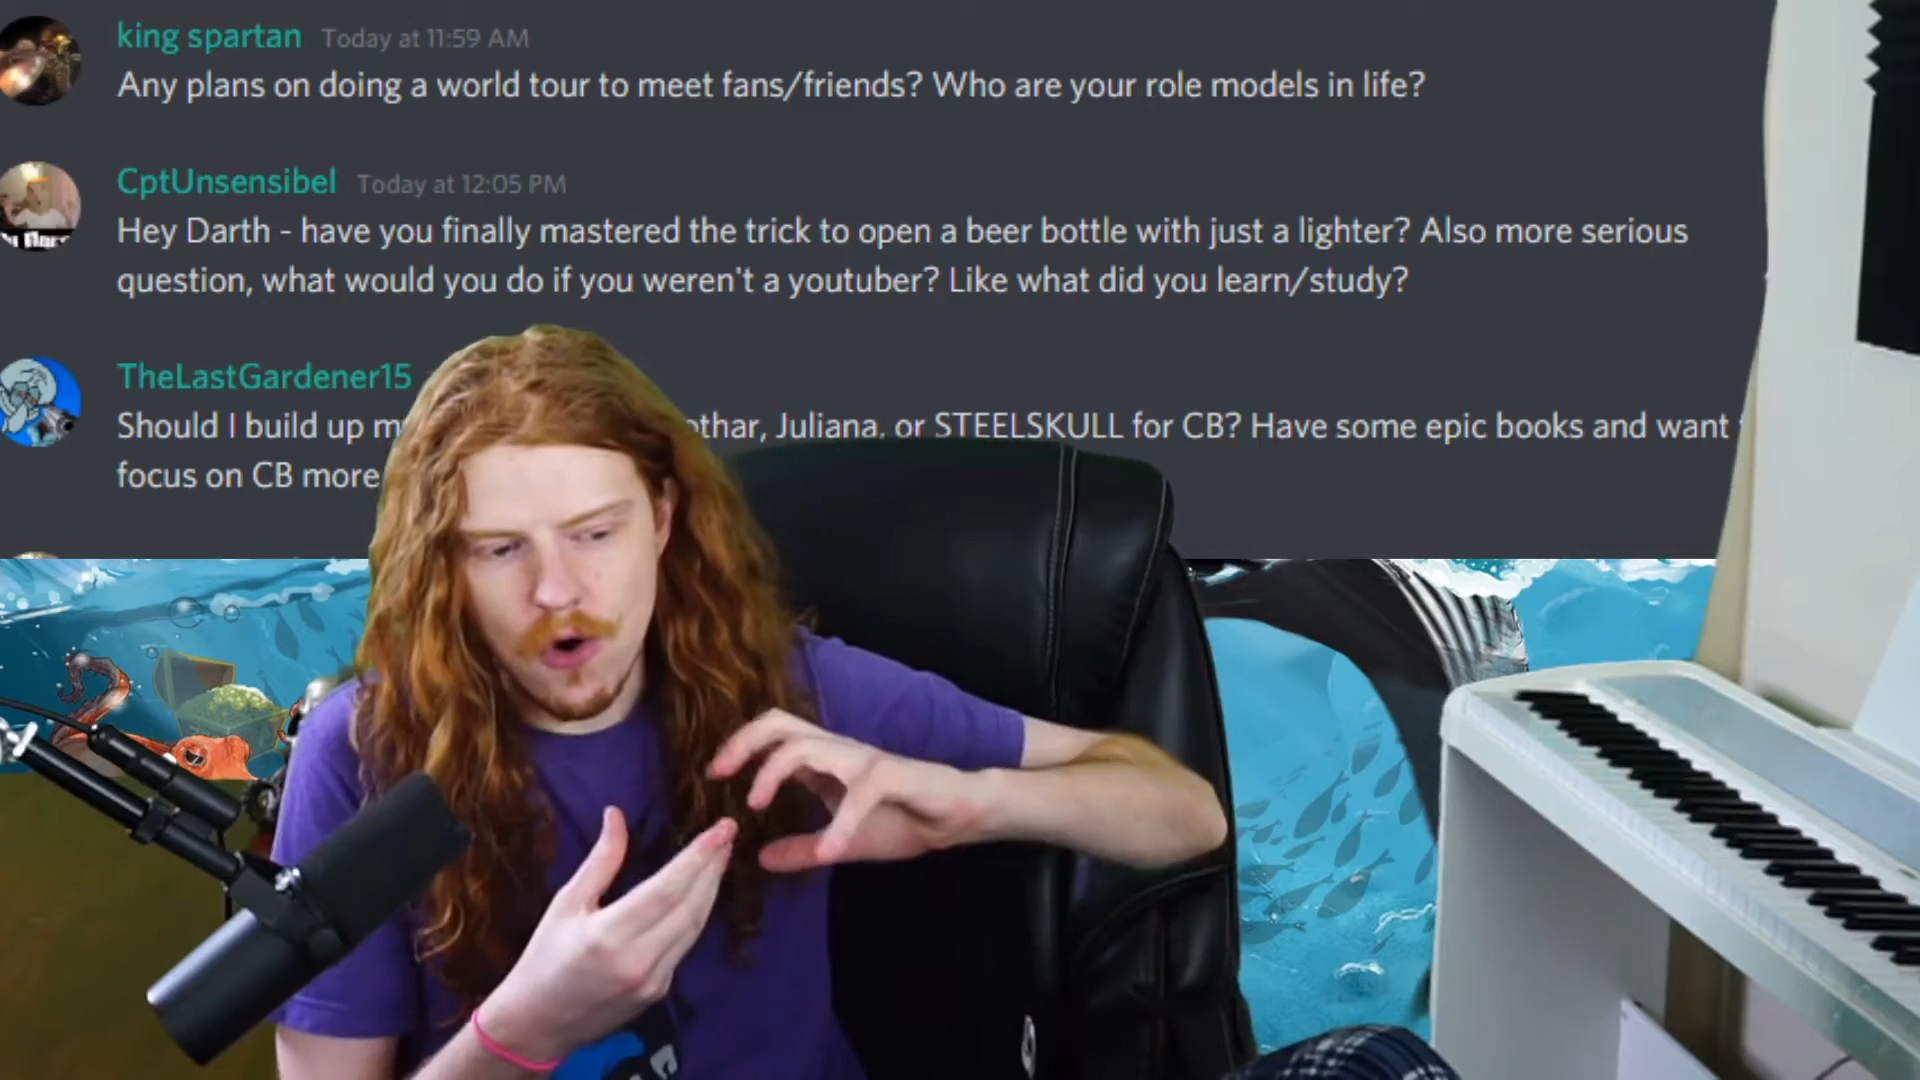 king spartan Today at 11:59 AM
Any plans on doing a world tour to meet fans/friends? Who are your role models in life?
CptUnsensibel Today at 12:05 PM
Hey Darth - have you finally mastered the trick to open a beer bottle with just a lighter? Also more serious
question, what would you do if you weren't a youtuber? Like what did you learn/study?
TheLastGardener15
Should I build up othar, Juliana, or STEELSKULL for CB? Have some epic books and want
focus on CB more